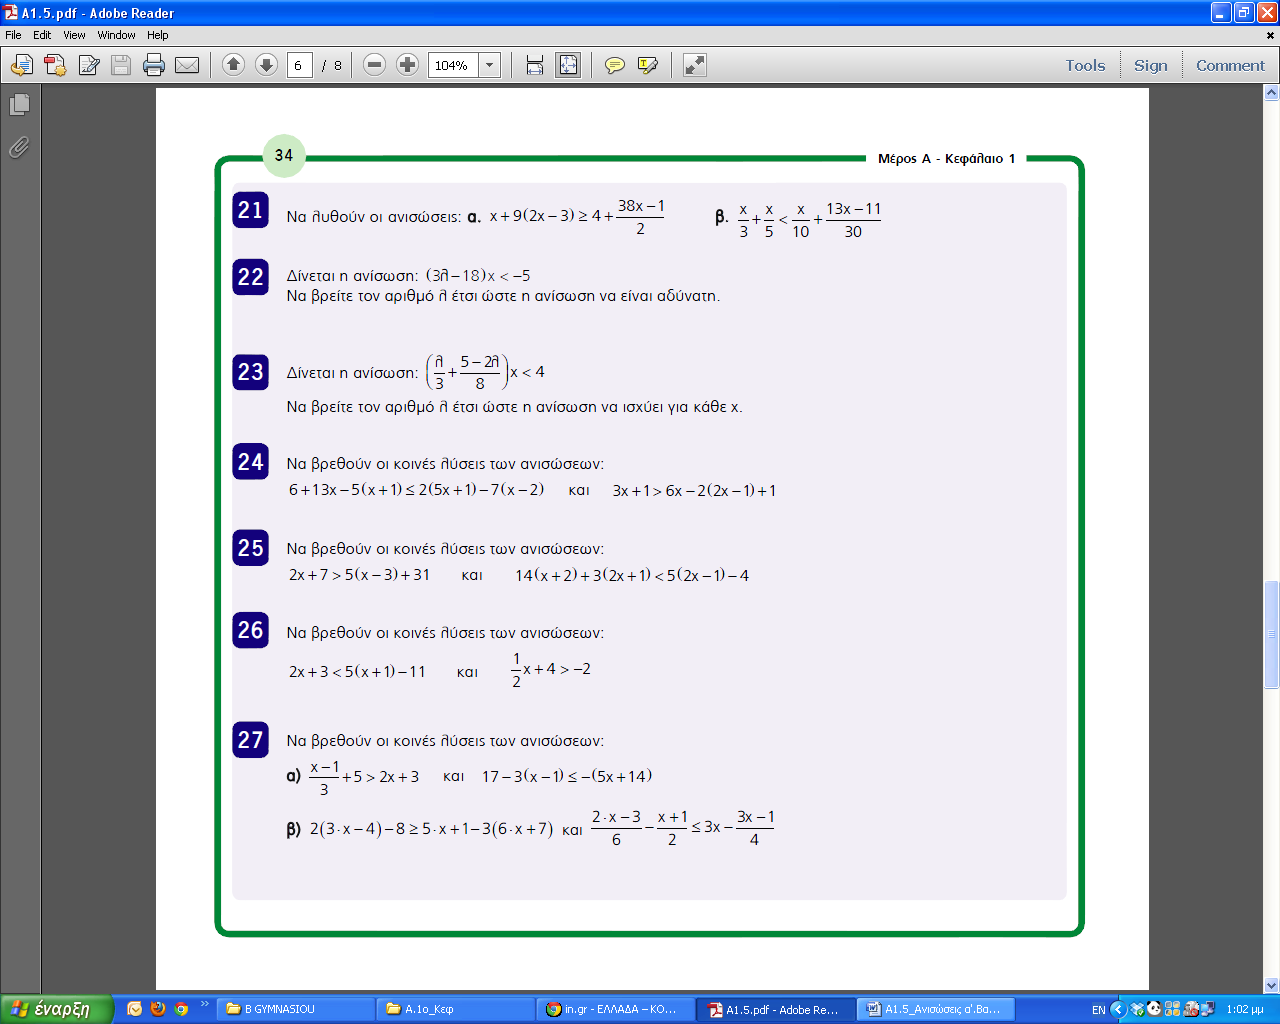 A1.5.pdf - Adobe Reader
File Edit View Window Help
6 / 8 104% Tools Sign Comment
34
Μέρος Α - Κεφάλαιο 1
21 Να λυθούν οι ανισώσεις: α. x + 9(2x − 3) ≥ 4 + (38x − 1)/2 β. x/3 + x/5 < x/10 + (13x − 11)/30
22 Δίνεται η ανίσωση: (3λ − 18)x < −5
Να βρείτε τον αριθμό λ έτσι ώστε η ανίσωση να είναι αδύνατη.
23 Δίνεται η ανίσωση: (λ/3 + (5 − 2λ)/8)x < 4
Να βρείτε τον αριθμό λ έτσι ώστε η ανίσωση να ισχύει για κάθε x.
24 Να βρεθούν οι κοινές λύσεις των ανισώσεων:
6 + 13x − 5(x + 1) ≤ 2(5x + 1) − 7(x − 2) και 3x + 1 > 6x − 2(2x − 1) + 1
25 Να βρεθούν οι κοινές λύσεις των ανισώσεων:
2x + 7 > 5(x − 3) + 31 και 14(x + 2) + 3(2x + 1) < 5(2x − 1) − 4
26 Να βρεθούν οι κοινές λύσεις των ανισώσεων:
2x + 3 < 5(x + 1) − 11 και 1/2 x + 4 > −2
27 Να βρεθούν οι κοινές λύσεις των ανισώσεων:
α) (x − 1)/3 + 5 > 2x + 3 και 17 − 3(x − 1) ≤ −(5x + 14)
β) 2(3·x − 4) − 8 ≥ 5·x + 1 − 3(6·x + 7) και (2·x − 3)/6 − (x + 1)/2 ≤ 3x − (3x − 1)/4
έναρξη » B GYMNASIOU Α.1ο_Κεφ in.gr - ΕΛΛΑΔΑ – ΚΟ... A1.5.pdf - Adobe Re... Α1.5_Ανισώσεις α'.Βα... EN 1:02 μμ